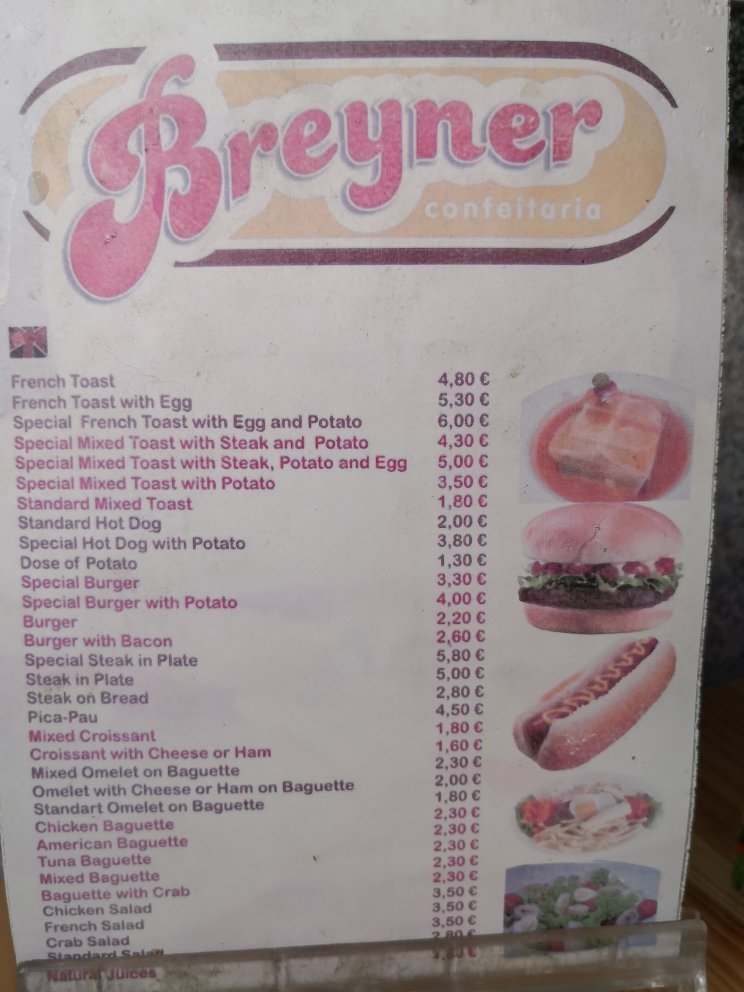 Breyner
confeitaria
French Toast 4,80 €
French Toast with Egg 5,30 €
Special French Toast with Egg and Potato 6,00 €
Special Mixed Toast with Steak and Potato 4,30 €
Special Mixed Toast with Steak, Potato and Egg 5,00 €
Special Mixed Toast with Potato 3,50 €
Standard Mixed Toast 1,80 €
Standard Hot Dog 2,00 €
Special Hot Dog with Potato 3,80 €
Dose of Potato 1,30 €
Special Burger 3,30 €
Special Burger with Potato 4,00 €
Burger 2,20 €
Burger with Bacon 2,60 €
Special Steak in Plate 5,80 €
Steak in Plate 5,00 €
Steak on Bread 2,80 €
Pica-Pau 4,50 €
Mixed Croissant 1,80 €
Croissant with Cheese or Ham 1,60 €
Mixed Omelet on Baguette 2,30 €
Omelet with Cheese or Ham on Baguette 2,00 €
Standart Omelet on Baguette 1,80 €
Chicken Baguette 2,30 €
American Baguette 2,30 €
Tuna Baguette 2,30 €
Mixed Baguette 2,30 €
Baguette with Crab 2,30 €
Chicken Salad 3,50 €
French Salad 3,50 €
Crab Salad 3,50 €
Standard Salad 2,80 €
Natural Juices